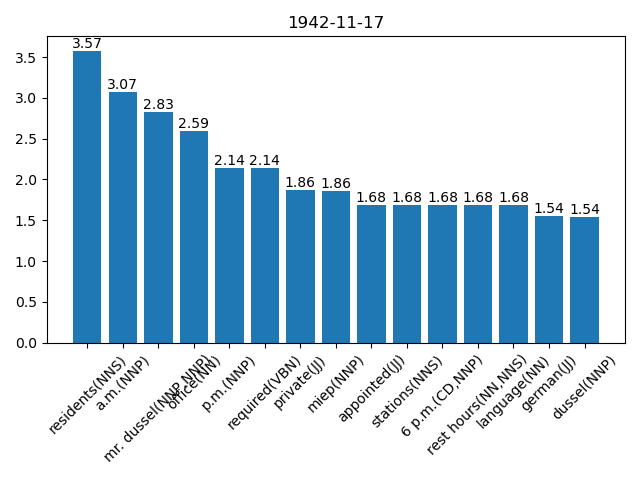 1942-11-17
3.57
3.07
2.83
2.59
2.14
2.14
1.86
1.86
1.68
1.68
1.68
1.68
1.68
1.54
1.54
3.5
3.0
2.5
2.0
1.5
1.0
0.5
0.0
residents(NNS)
a.m.(NNP)
mr. dussel(NNP,NNP)
office(NN)
p.m.(NNP)
required(VBN)
private(JJ)
miep(NNP)
appointed(JJ)
stations(NNS)
6 p.m.(CD,NNP)
rest hours(NN,NNS)
language(NN)
german(JJ)
dussel(NNP)